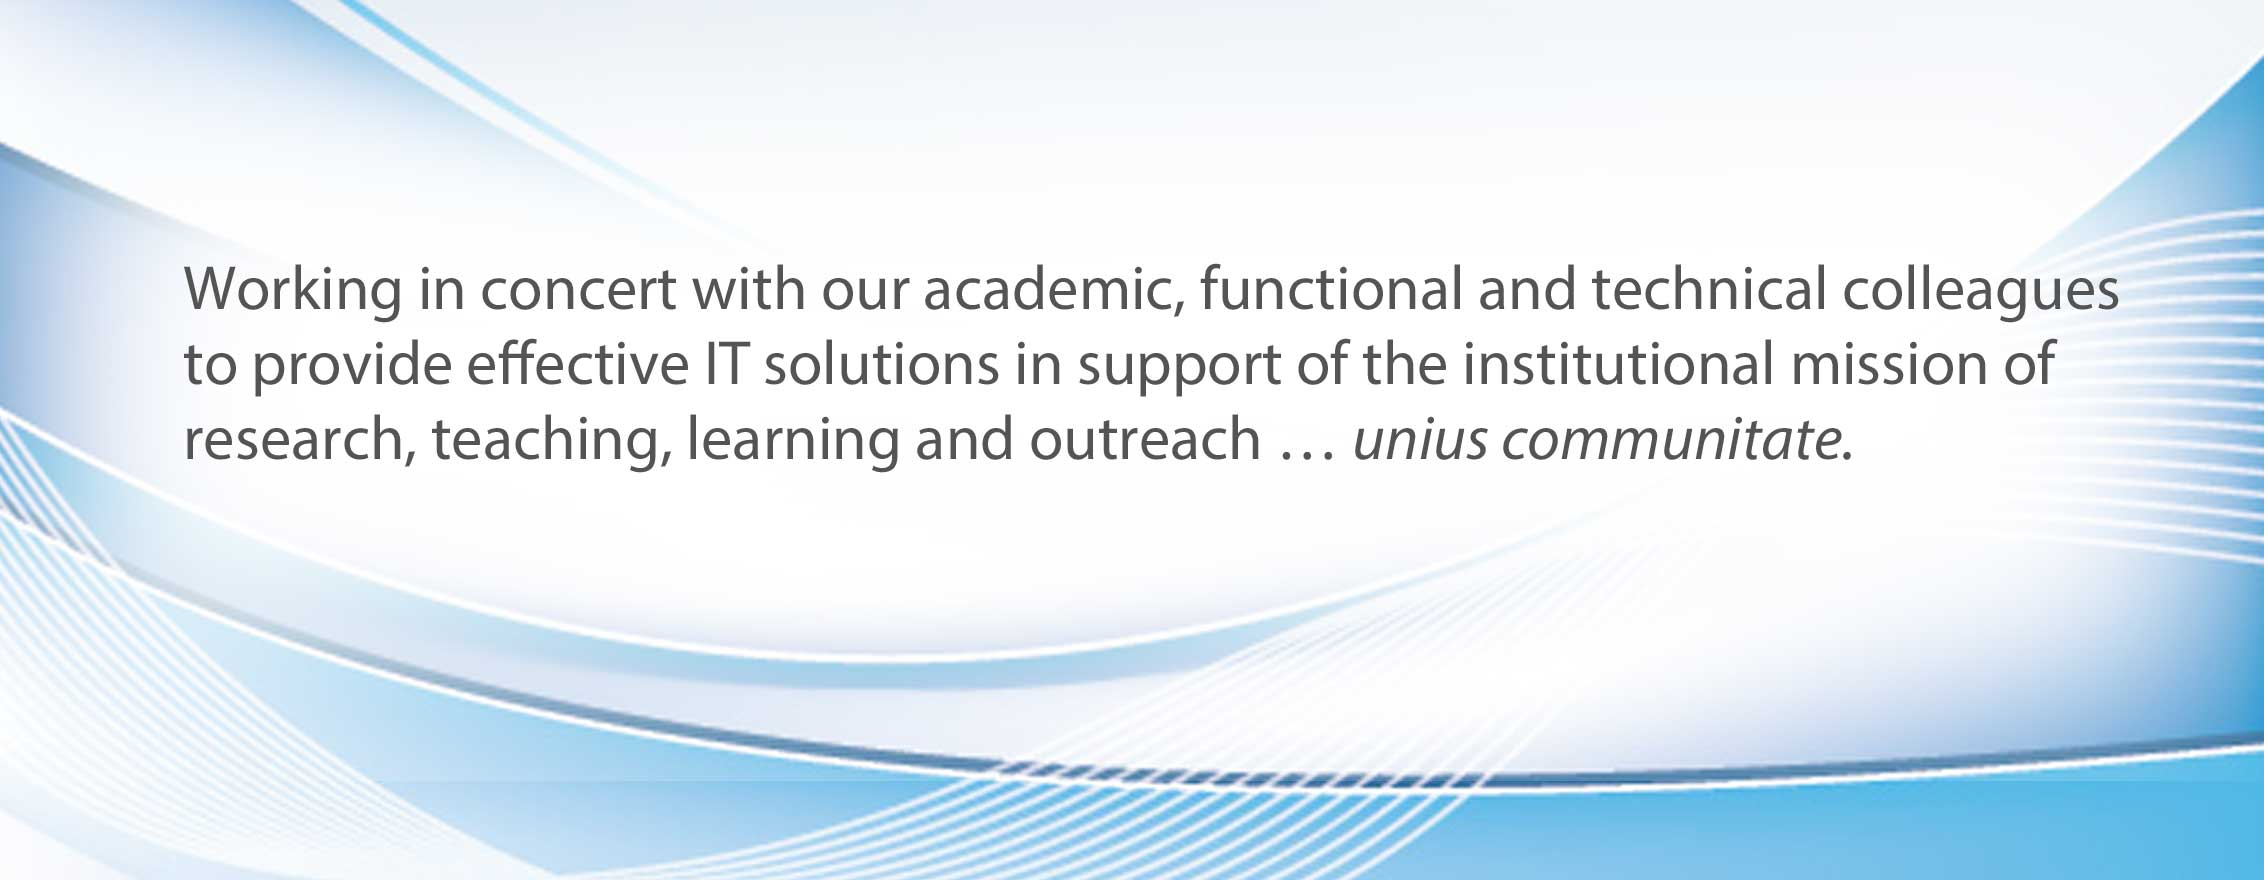 Working in concert with our academic, functional and technical colleagues
to provide effective IT solutions in support of the institutional mission of
research, teaching, learning and outreach … unius communitate.